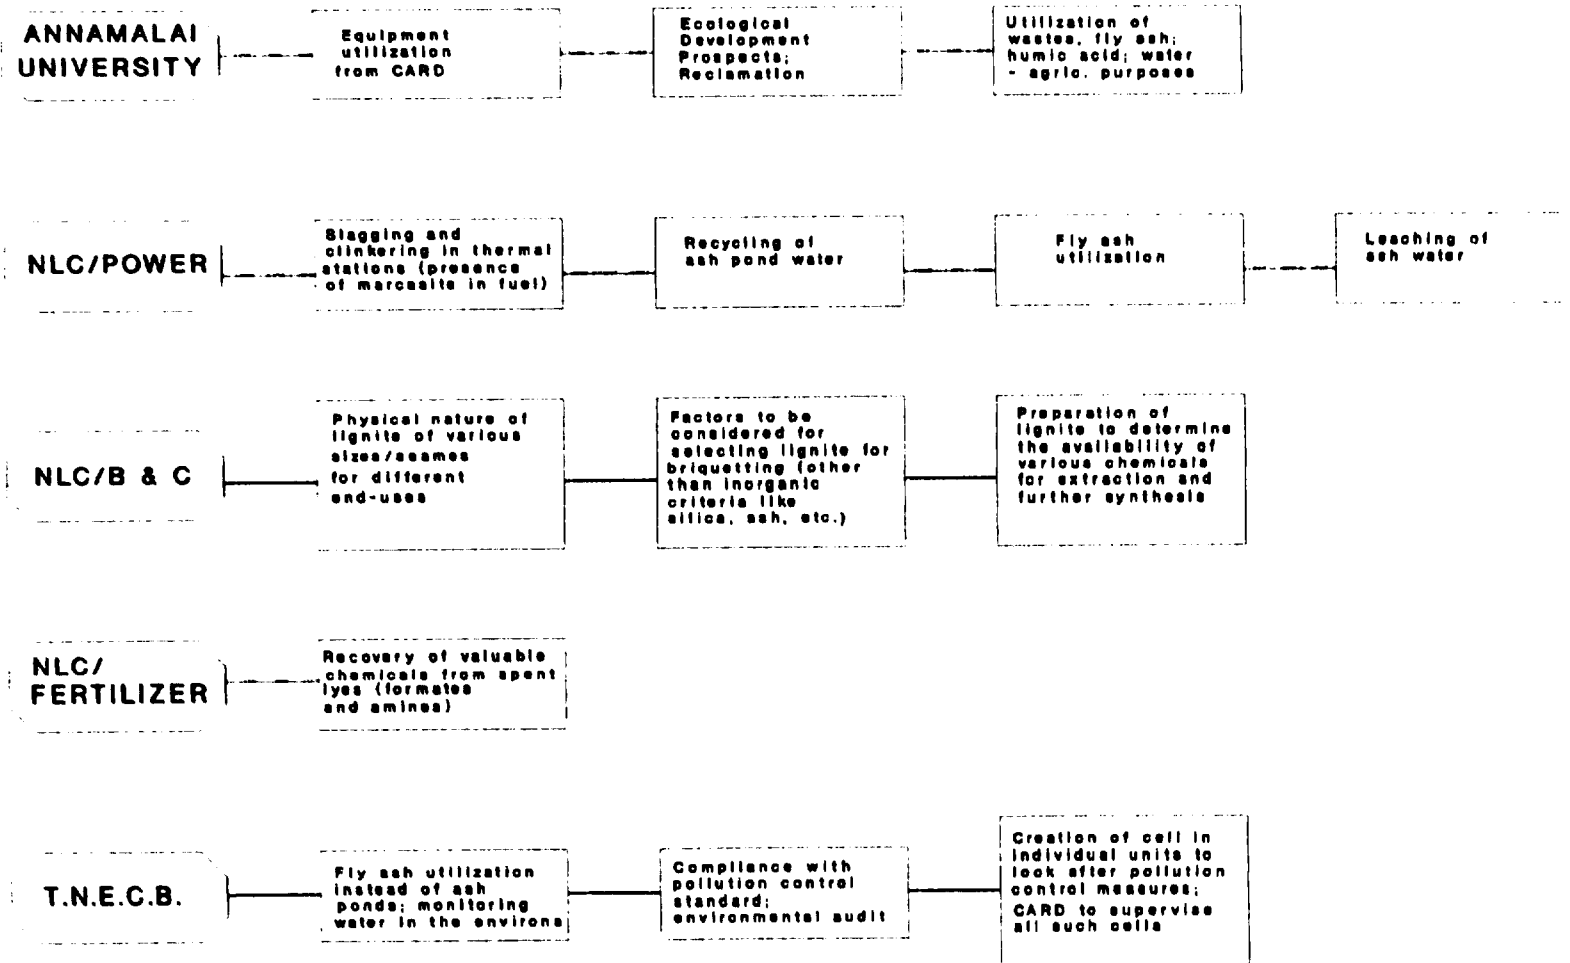 ANNAMALAI
UNIVERSITY
Equipment
utilization
from CARD
Ecological
Development
Prospects;
Reclamation
Utilization of
wastes, fly ash;
humic acid; water
- agric. purposes
NLC/POWER
Slagging and
clinkering in thermal
stations (presence
of marcasite in fuel)
Recycling of
ash pond water
Fly ash
utilization
Leaching of
ash water
NLC/B & C
Physical nature of
lignite of various
sizes/seames
for different
end-uses
Factors to be
considered for
selecting lignite for
briquetting (other
than inorganic
criteria like
silica, ash, etc.)
Preparation of
lignite to determine
the availability of
various chemicals
for extraction and
further synthesis
NLC/
FERTILIZER
Recovery of valuable
chemicals from spent
lyes (formates
and amines)
T.N.E.C.B.
Fly ash utilization
instead of ash
ponds; monitoring
water in the environs
Compliance with
pollution control
standard;
environmental audit
Creation of cell in
individual units to
look after pollution
control measures;
CARD to supervise
all such cells